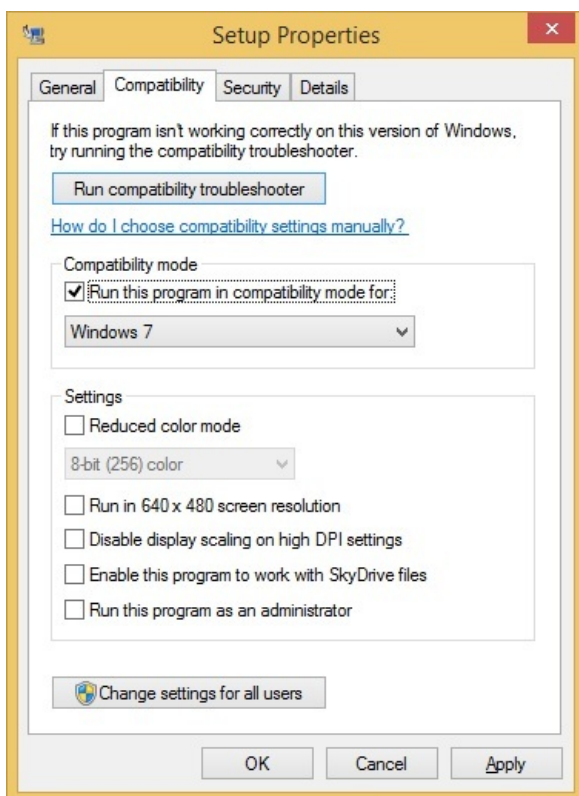 Setup Properties
General Compatibility Security Details
If this program isn't working correctly on this version of Windows,
try running the compatibility troubleshooter.
Run compatibility troubleshooter
How do I choose compatibility settings manually?
Compatibility mode
Run this program in compatibility mode for:
Windows 7
Settings
Reduced color mode
8-bit (256) color
Run in 640 x 480 screen resolution
Disable display scaling on high DPI settings
Enable this program to work with SkyDrive files
Run this program as an administrator
Change settings for all users
OK Cancel Apply